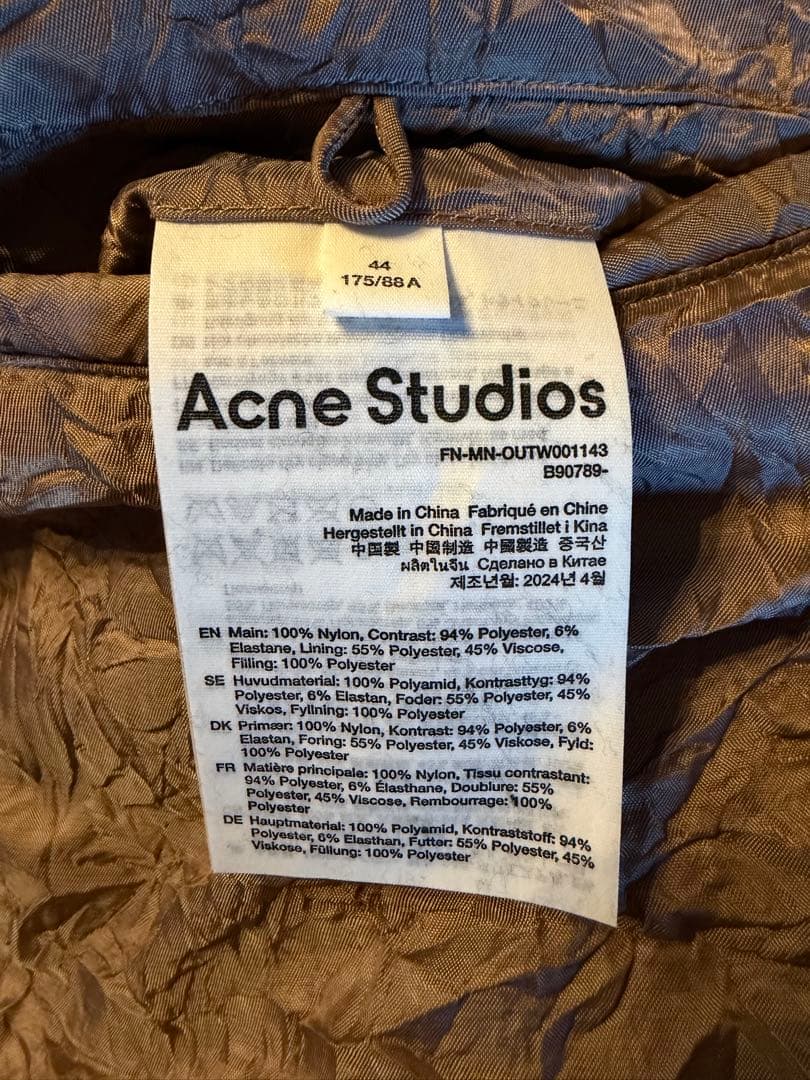 44
175/88A
Acne Studios
FN-MN-OUTW001143
B90789-
Made in China Fabriqué en Chine
Hergestellt in China Fremstillet i Kina
中国製 中國制造 中國製造 중국산
ผลิตในจีน Сделано в Китае
제조년월: 2024년 4월
EN Main: 100% Nylon, Contrast: 94% Polyester, 6%
Elastane, Lining: 55% Polyester, 45% Viscose,
Filling: 100% Polyester
SE Huvudmaterial: 100% Polyamid, Kontrasttyg: 94%
Polyester, 6% Elastan, Foder: 55% Polyester, 45%
Viskos, Fyllning: 100% Polyester
DK Primær: 100% Nylon, Kontrast: 94% Polyester, 6%
Elastan, Foring: 55% Polyester, 45% Viskose, Fyld:
100% Polyester
FR Matière principale: 100% Nylon, Tissu contrastant:
94% Polyester, 6% Élasthane, Doublure: 55%
Polyester, 45% Viscose, Rembourrage: 100%
Polyester
DE Hauptmaterial: 100% Polyamid, Kontraststoff: 94%
Polyester, 6% Elasthan, Futter: 55% Polyester, 45%
Viskose, Füllung: 100% Polyester